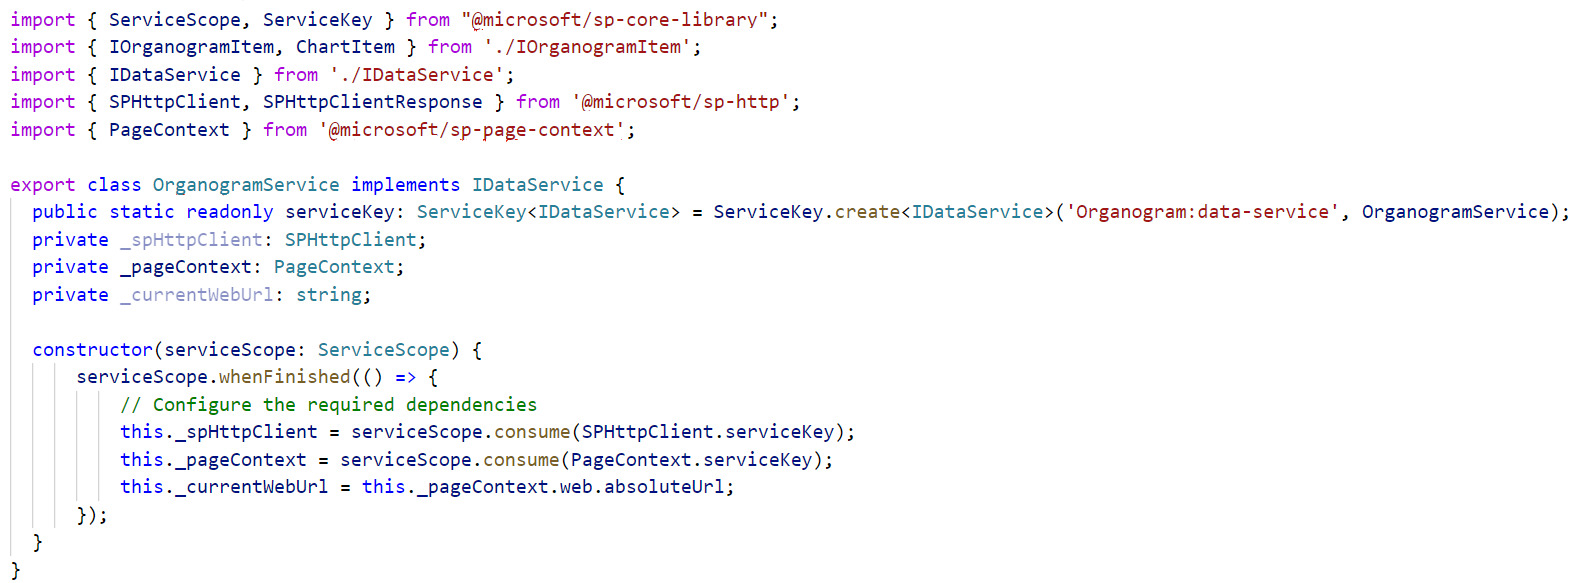 import { ServiceScope, ServiceKey } from "@microsoft/sp-core-library";
import { IOrganogramItem, ChartItem } from './IOrganogramItem';
import { IDataService } from './IDataService';
import { SPHttpClient, SPHttpClientResponse } from '@microsoft/sp-http';
import { PageContext } from '@microsoft/sp-page-context';
export class OrganogramService implements IDataService {
public static readonly serviceKey: ServiceKey<IDataService> = ServiceKey.create<IDataService>('Organogram:data-service', OrganogramService);
private _spHttpClient: SPHttpClient;
private _pageContext: PageContext;
private _currentWebUrl: string;
constructor(serviceScope: ServiceScope) {
serviceScope.whenFinished(() => {
// Configure the required dependencies
this._spHttpClient = serviceScope.consume(SPHttpClient.serviceKey);
this._pageContext = serviceScope.consume(PageContext.serviceKey);
this._currentWebUrl = this._pageContext.web.absoluteUrl;
});
}
}